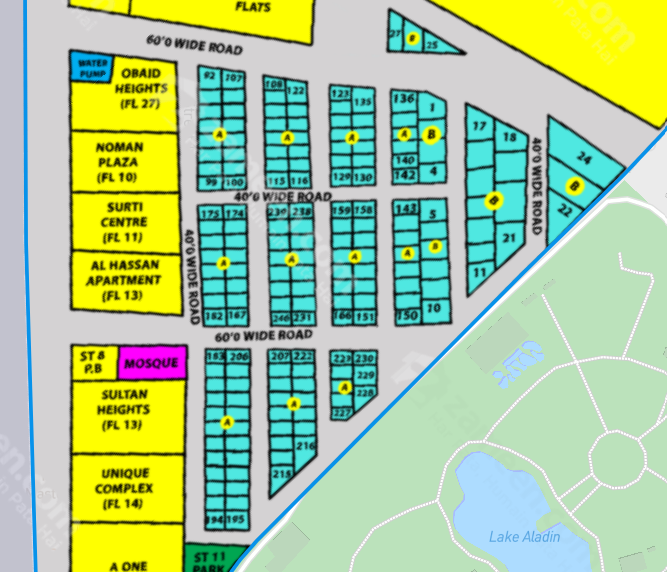 FLATS
60'0 WIDE ROAD
27
B
25
WATER
PUMP
OBAID
HEIGHTS
(FL 27)
92 107
A
99 100
108 122
A
115 116
123 135
A
129 130
136 1
A B
140
142 4
17 18
B
21
11
40'0 WIDE ROAD
24
B
22
NOMAN
PLAZA
(FL 10)
40'0 WIDE ROAD
SURTI
CENTRE
(FL 11)
AL HASSAN
APARTMENT
(FL 13)
40'0 WIDE ROAD
175 174
A
182 167
239 238
A
246 231
159 158
A
166 151
143 5
A B
150 10
60'0 WIDE ROAD
ST 8
P.B
MOSQUE
183 206
A
194 195
207 222
A
216
215
223 230
229
A
228
227
SULTAN
HEIGHTS
(FL 13)
UNIQUE
COMPLEX
(FL 14)
A ONE
ST 11
PARK
Lake Aladin